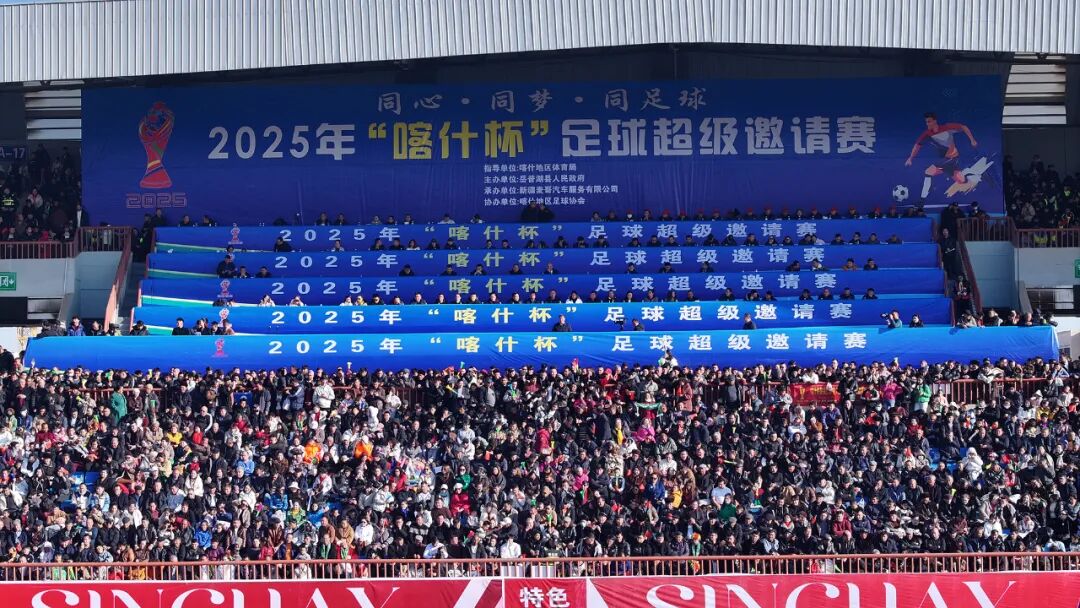 同心·同梦·同足球
A-17
2025年“喀什杯”足球超级邀请赛
指导单位:喀什地区体育局
主办单位:岳普湖县人民政府
承办单位:新疆麦哥汽车服务有限公司
协办单位:喀什地区足球协会
2025
2025年“喀什杯”足球超级邀请赛
2025年“喀什杯”足球超级邀请赛
2025年“喀什杯”足球超级邀请赛
2025年“喀什杯”足球超级邀请赛
2025年“喀什杯”足球超级邀请赛
SINCHAY
特色
SINCHAY